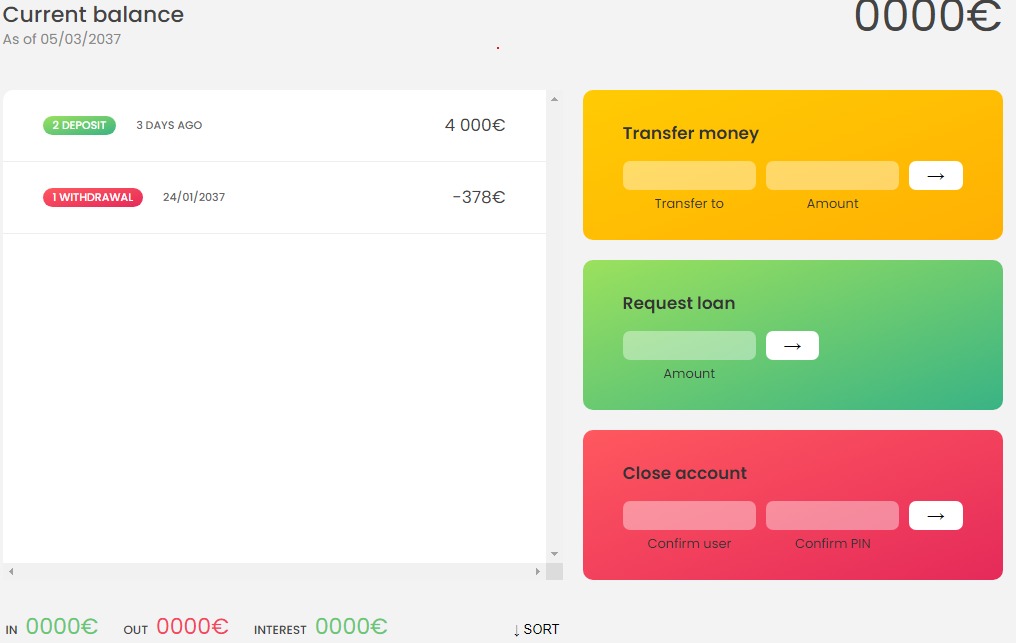 Current balance
0000€
As of 05/03/2037
2 DEPOSIT 3 DAYS AGO 4 000€
1 WITHDRAWAL 24/01/2037 -378€
Transfer money
→
Transfer to Amount
Request loan
→
Amount
Close account
→
Confirm user Confirm PIN
IN 0000€ OUT 0000€ INTEREST 0000€ ↓ SORT